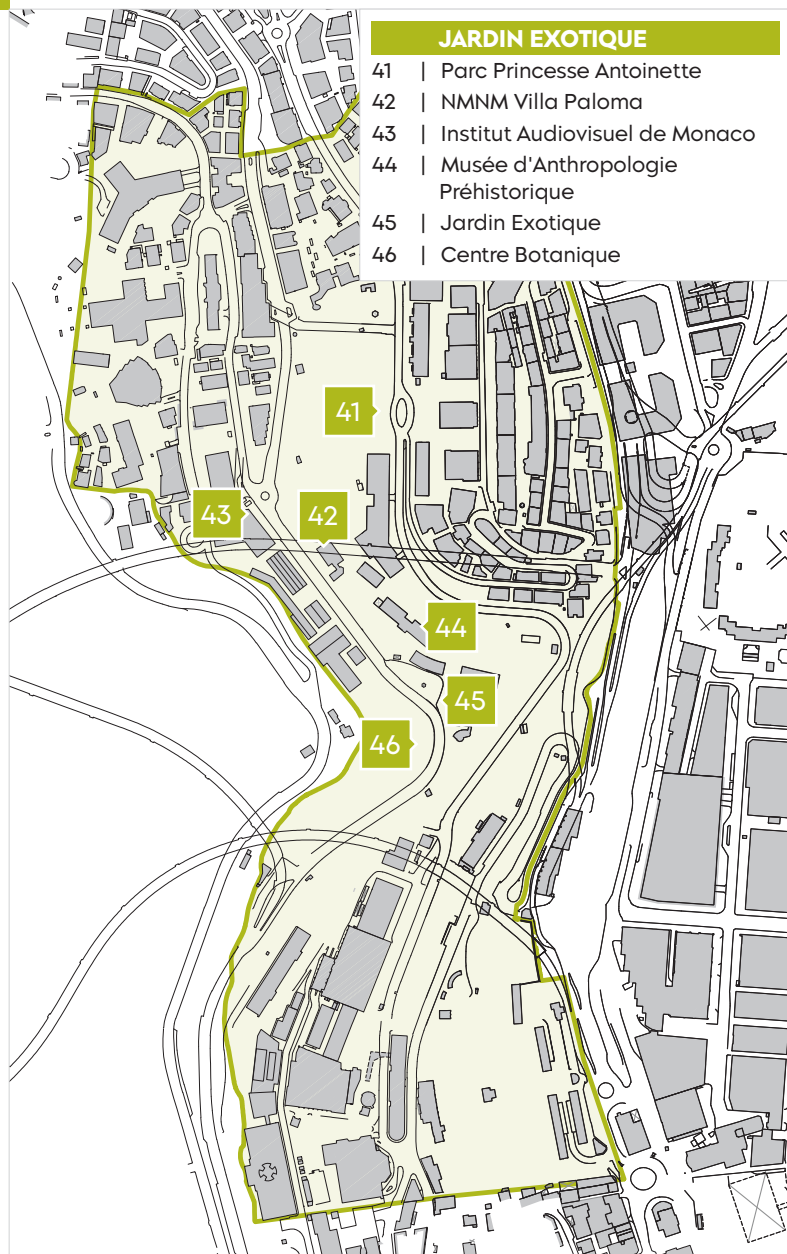 JARDIN EXOTIQUE
41 | Parc Princesse Antoinette
42 | NMNM Villa Paloma
43 | Institut Audiovisuel de Monaco
44 | Musée d'Anthropologie
Préhistorique
45 | Jardin Exotique
46 | Centre Botanique
41
43
42
44
45
46